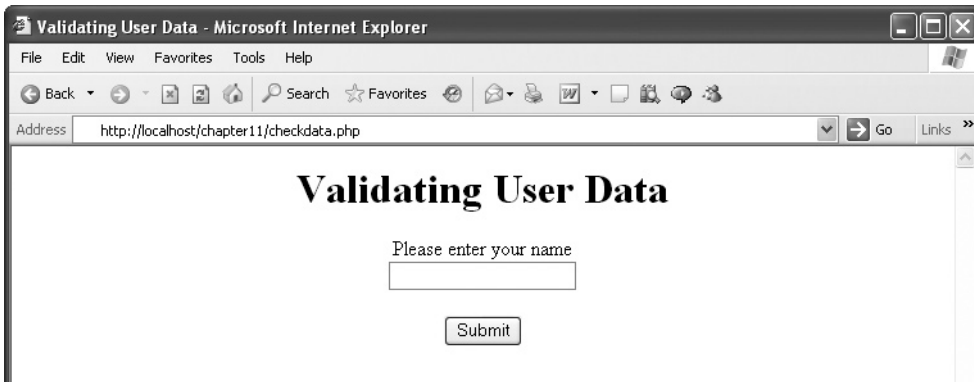 Validating User Data - Microsoft Internet Explorer
File Edit View Favorites Tools Help
Back Search Favorites
Address http://localhost/chapter11/checkdata.php Go Links »
Validating User Data
Please enter your name
Submit